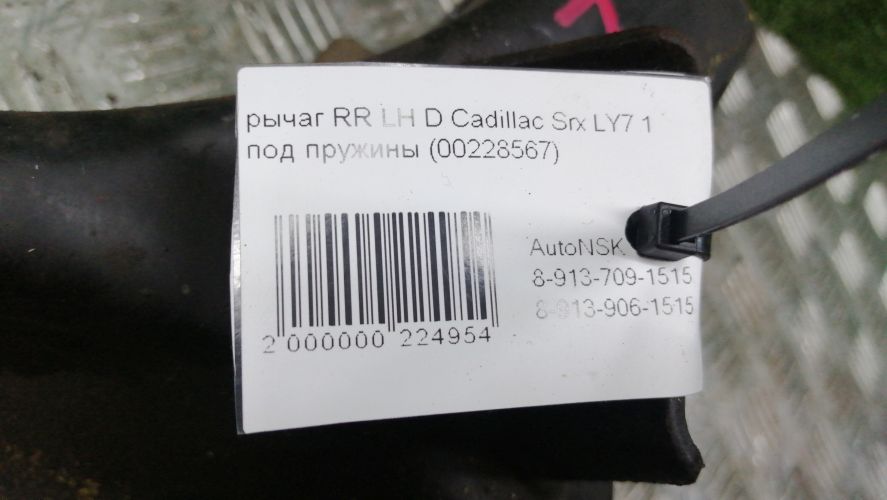 рычаг RR LH D Cadillac Srx LY7 1
под пружины (00228567)
AutoNSK
8-913-709-1515
8-913-906-1515
2 000000 224954